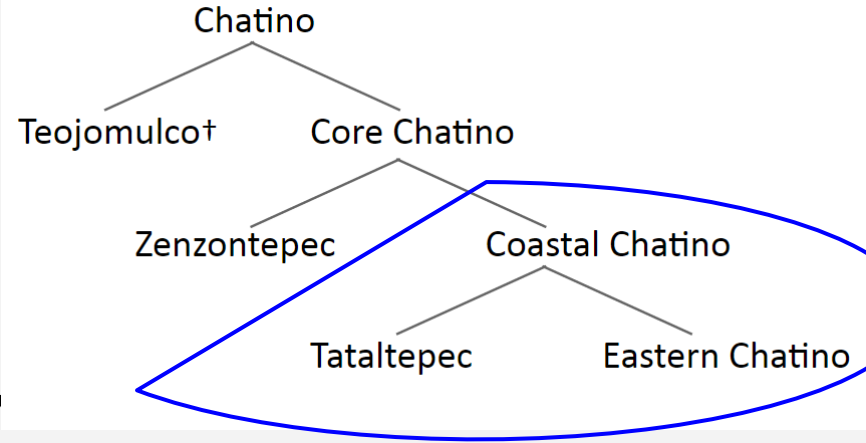 Chatino
Teojomulco† Core Chatino
Zenzontepec Coastal Chatino
Tataltepec Eastern Chatino